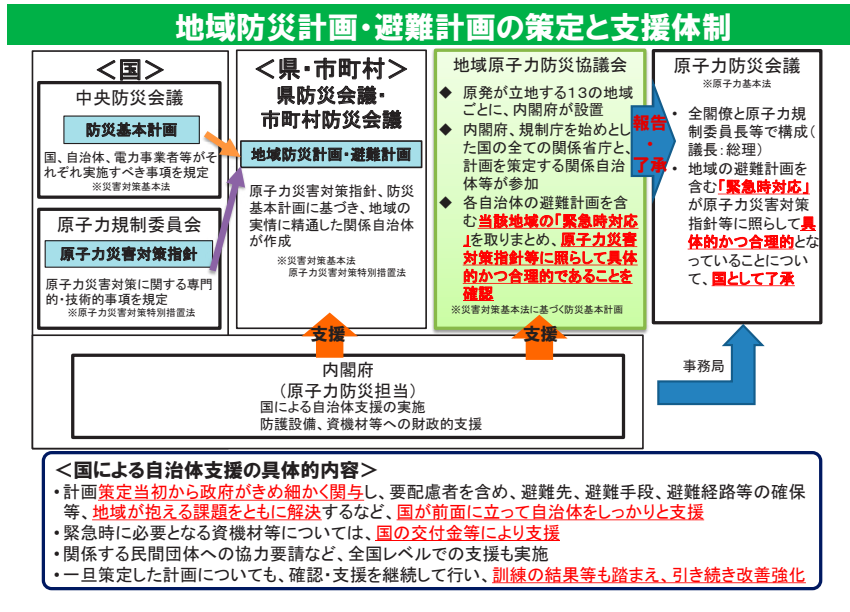 地域防災計画・避難計画の策定と支援体制
＜国＞
中央防災会議
防災基本計画
国、自治体、電力事業者等がそ
れぞれ実施すべき事項を規定
※災害対策基本法
原子力規制委員会
原子力災害対策指針
原子力災害対策に関する専門
的・技術的事項を規定
※原子力災害対策特別措置法
＜県・市町村＞
県防災会議・
市町村防災会議
地域防災計画・避難計画
原子力災害対策指針、防災
基本計画に基づき、地域の
実情に精通した関係自治体
が作成
※災害対策基本法
原子力災害対策特別措置法
地域原子力防災協議会
◆ 原発が立地する13の地域
ごとに、内閣府が設置
◆ 内閣府、規制庁を始めとし
た国の全ての関係省庁と、
計画を策定する関係自治
体等が参加
◆ 各自治体の避難計画を含
む当該地域の「緊急時対応
」を取りまとめ、原子力災害
対策指針等に照らして具体
的かつ合理的であることを
確認
※災害対策基本法に基づく防災基本計画
報告
・
了承
原子力防災会議
※原子力基本法
• 全閣僚と原子力規
制委員長等で構成（
議長：総理）
• 地域の避難計画を
含む「緊急時対応」
が原子力災害対策
指針等に照らして具
体的かつ合理的とな
っていることについ
て、国として了承
支援
支援
事務局
内閣府
（原子力防災担当）
国による自治体支援の実施
防護設備、資機材等への財政的支援
＜国による自治体支援の具体的内容＞
・計画策定当初から政府がきめ細かく関与し、要配慮者を含め、避難先、避難手段、避難経路等の確保
等、地域が抱える課題をともに解決するなど、国が前面に立って自治体をしっかりと支援
・緊急時に必要となる資機材等については、国の交付金等により支援
・関係する民間団体への協力要請など、全国レベルでの支援も実施
・一旦策定した計画についても、確認・支援を継続して行い、訓練の結果等も踏まえ、引き続き改善強化